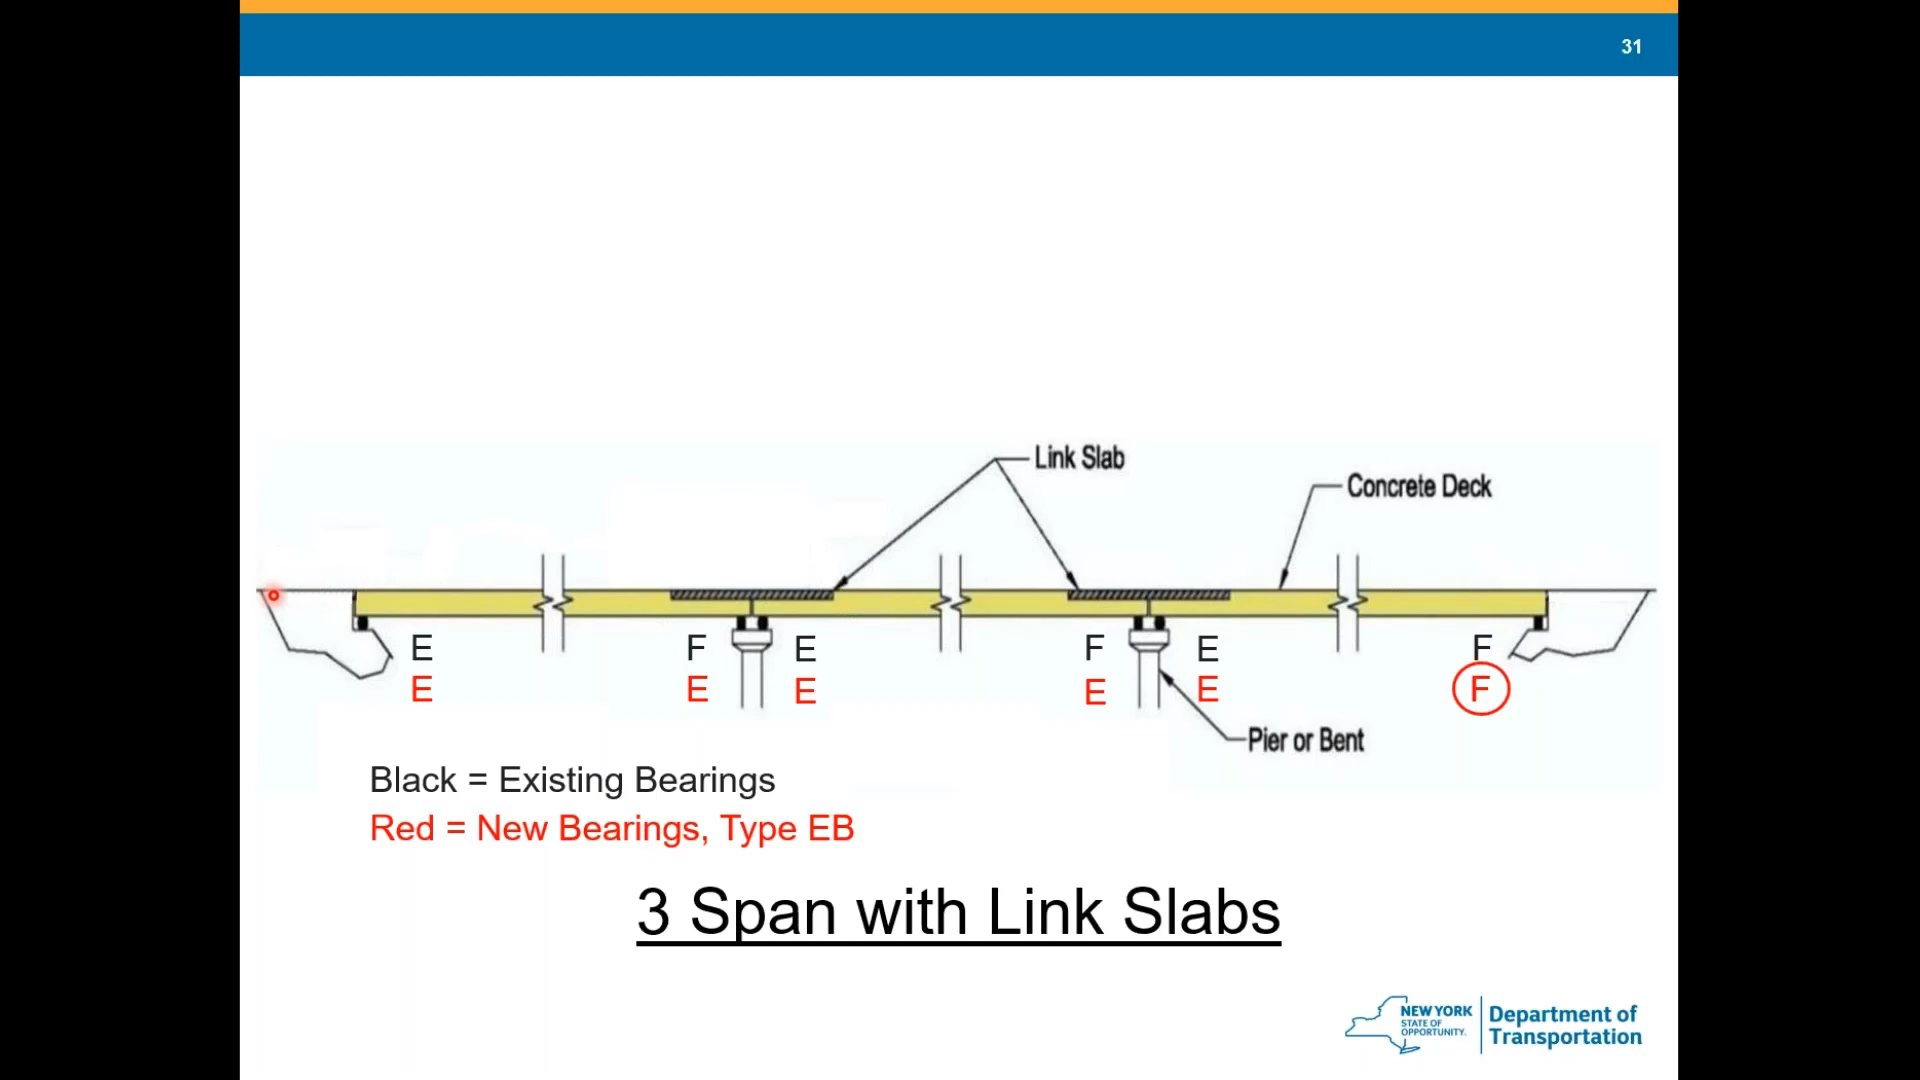 31
Link Slab
Concrete Deck
E F E F E F
E E E E E F
Pier or Bent
Black = Existing Bearings
Red = New Bearings, Type EB
3 Span with Link Slabs
NEW YORK
STATE OF
OPPORTUNITY.
Department of
Transportation